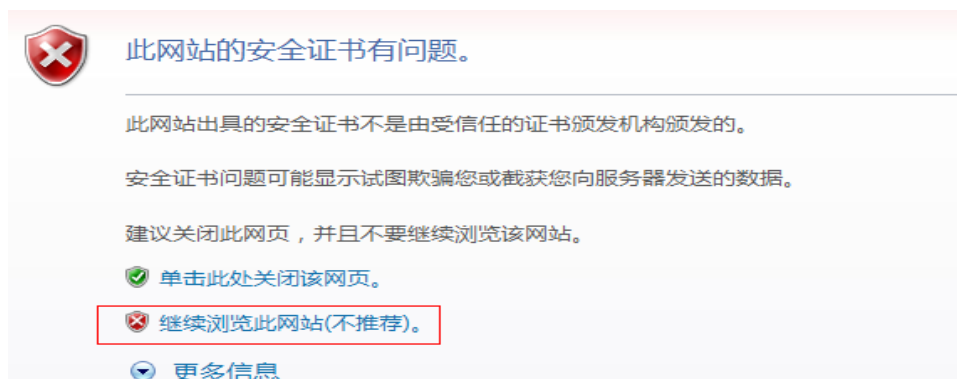 此网站的安全证书有问题。
此网站出具的安全证书不是由受信任的证书颁发机构颁发的。
安全证书问题可能显示试图欺骗您或截获您向服务器发送的数据。
建议关闭此网页，并且不要继续浏览该网站。
单击此处关闭该网页。
继续浏览此网站(不推荐)。
更多信息